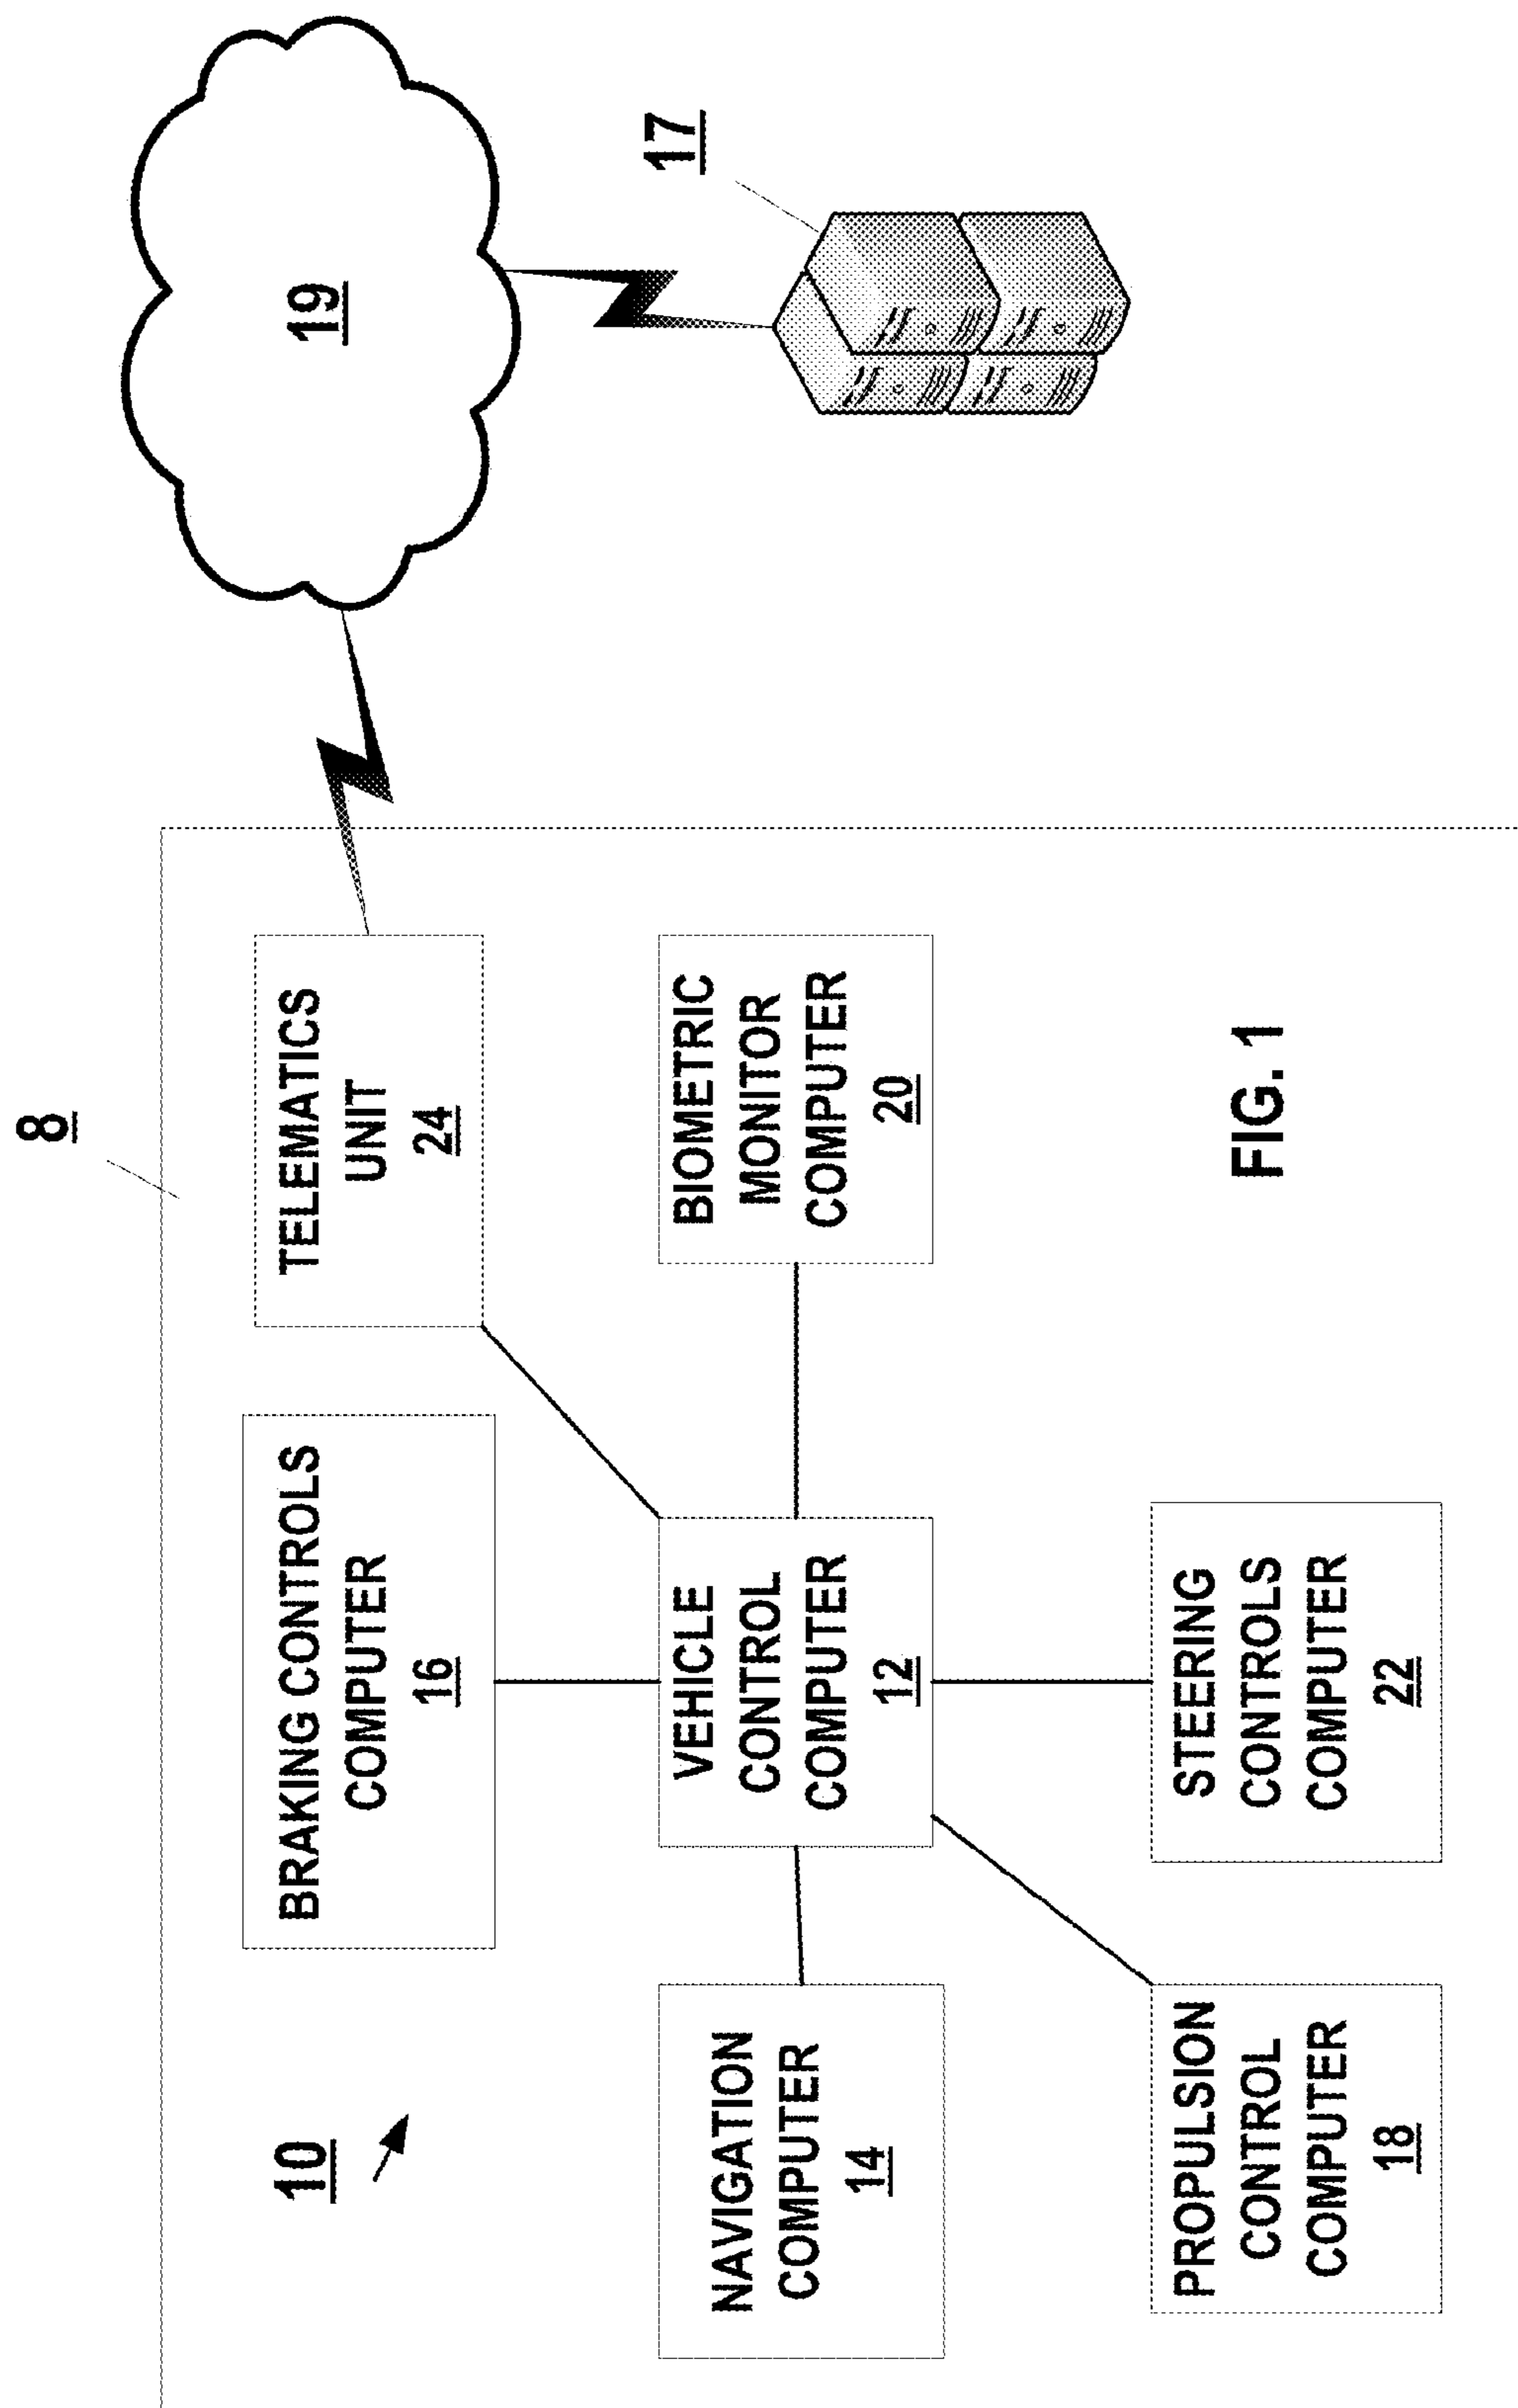 8
10
19
17
BRAKING CONTROLS
COMPUTER
16
TELEMATICS
UNIT
24
NAVIGATION
COMPUTER
14
VEHICLE
CONTROL
COMPUTER
12
BIOMETRIC
MONITOR
COMPUTER
20
PROPULSION
CONTROL
COMPUTER
18
STEERING
CONTROLS
COMPUTER
22
FIG. 1